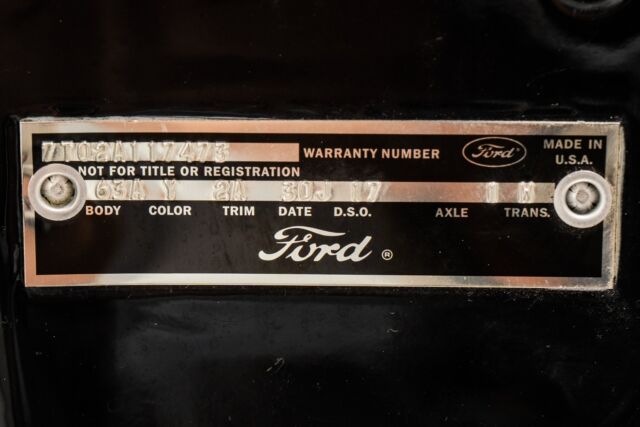 7T02A117473 WARRANTY NUMBER Ford MADE IN U.S.A.
NOT FOR TITLE OR REGISTRATION
63A Y 2A 30J 17 1
BODY COLOR TRIM DATE D.S.O. AXLE TRANS.
Ford ®